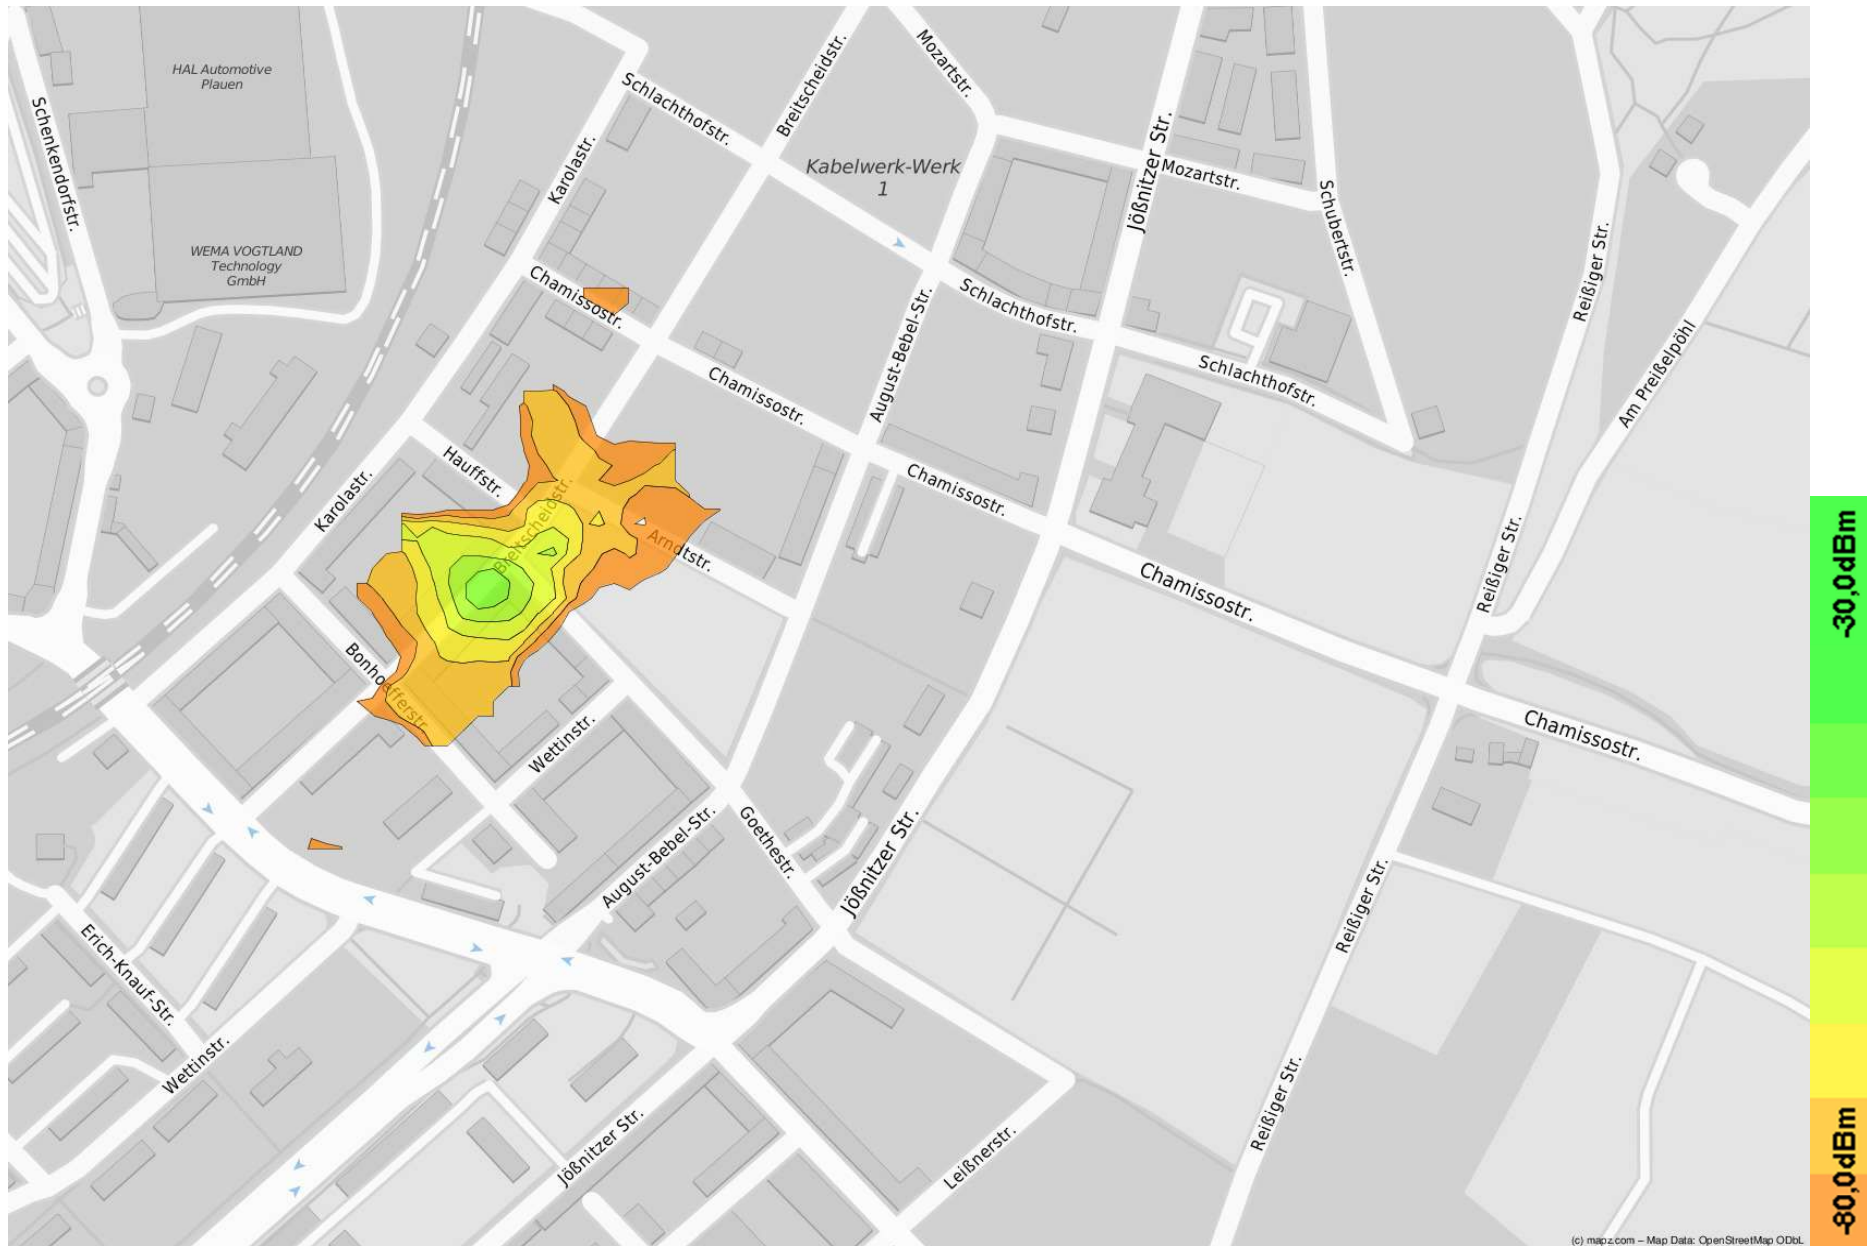 HAL Automotive
Plauen
Schenkendorfstr.
WEMA VOGTLAND
Technology
GmbH
Schlachthofstr.
Breitscheidstr.
Mozartstr.
Karolastr.
Kabelwerk-Werk
1
Jößnitzer Str.
Mozartstr.
Schubertstr.
Reißiger Str.
Am Preißelpöhl
Chamissostr.
Schlachthofstr.
August-Bebel-Str.
Schlachthofstr.
Chamissostr.
Hauffstr.
Karolastr.
Breitscheidstr.
Arndtstr.
Chamissostr.
Chamissostr.
Reißiger Str.
-30,0dBm
Bonhoefferstr.
Wettinstr.
Chamissostr.
August-Bebel-Str.
Goethestr.
Jößnitzer Str.
Reißiger Str.
Erich-Knauf-Str.
Wettinstr.
Jößnitzer Str.
Leißnerstr.
Reißiger Str.
-80,0dBm
(c) mapz.com – Map Data: OpenStreetMap ODbL